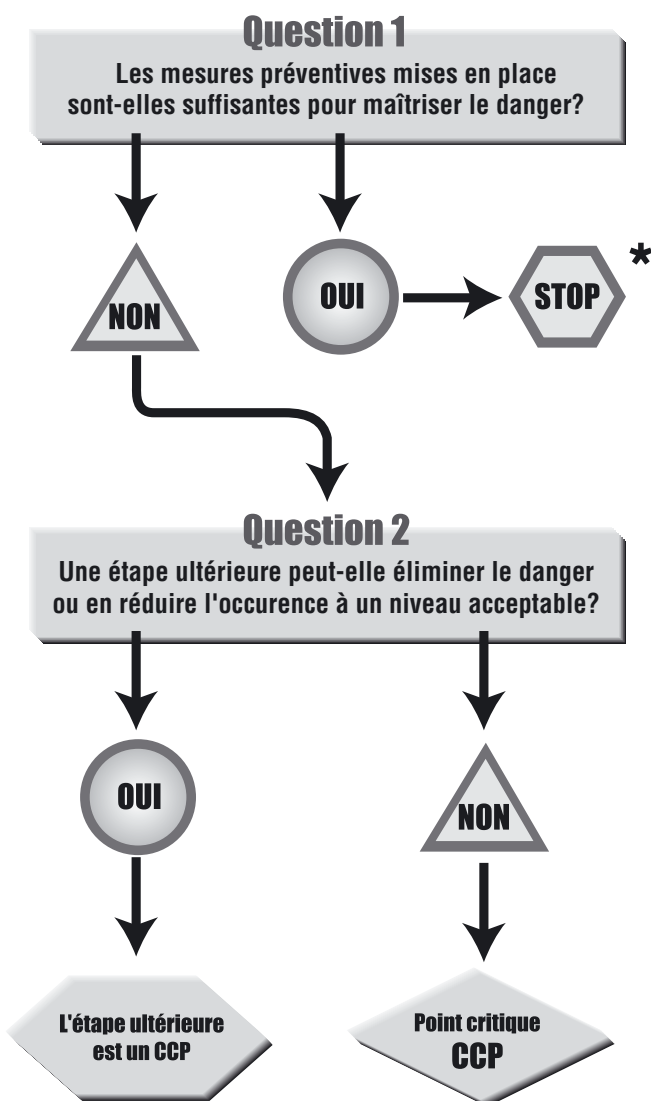 Question 1
Les mesures préventives mises en place
sont-elles suffisantes pour maîtriser le danger?
NON
OUI
STOP
*
Question 2
Une étape ultérieure peut-elle éliminer le danger
ou en réduire l'occurence à un niveau acceptable?
OUI
NON
L'étape ultérieure
est un CCP
Point critique
CCP